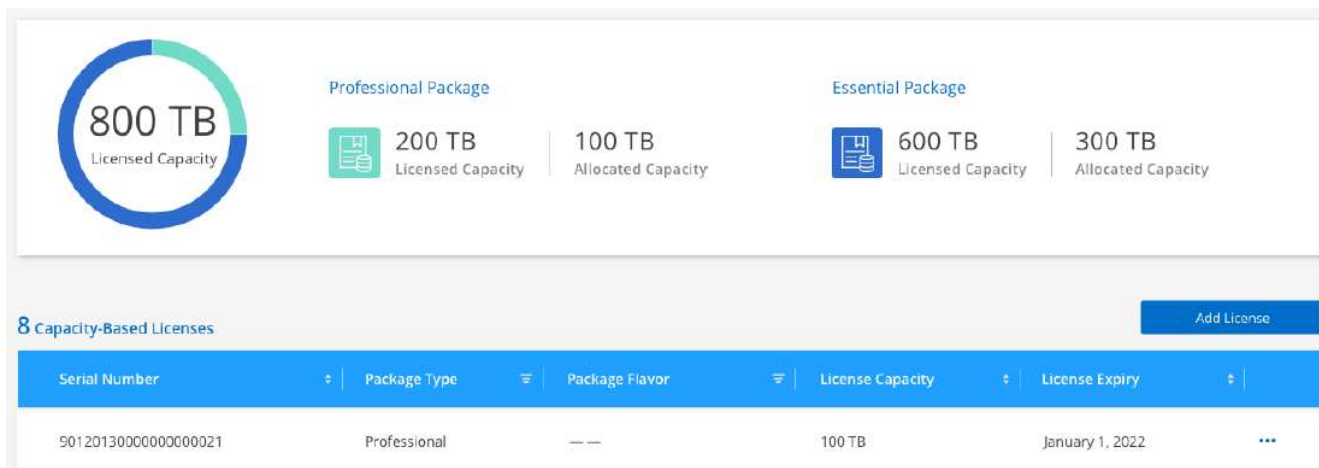 800 TB
Licensed Capacity
Professional Package
200 TB
Licensed Capacity
100 TB
Allocated Capacity
Essential Package
600 TB
Licensed Capacity
300 TB
Allocated Capacity
8 Capacity-Based Licenses
Add License
Serial Number Package Type Package Flavor License Capacity License Expiry
90120130000000000021 Professional — — 100 TB January 1, 2022 •••